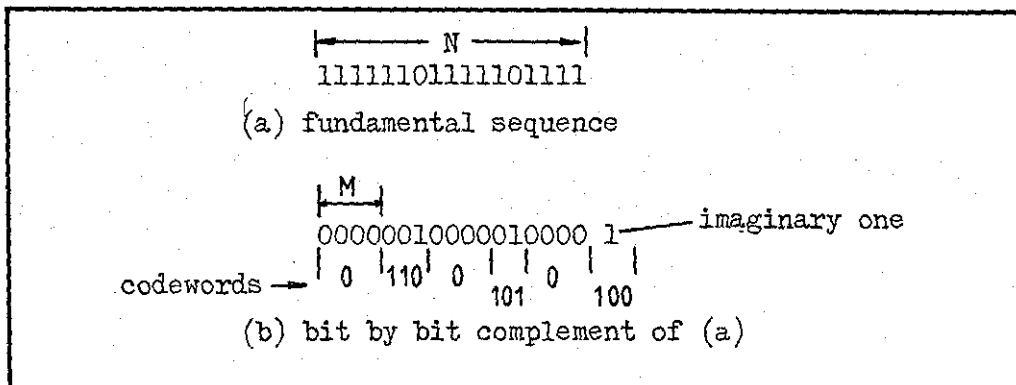 N
11111101111101111
(a) fundamental sequence
M
00000010000010000 1 imaginary one
codewords 0 110 0 101 0 100
(b) bit by bit complement of (a)